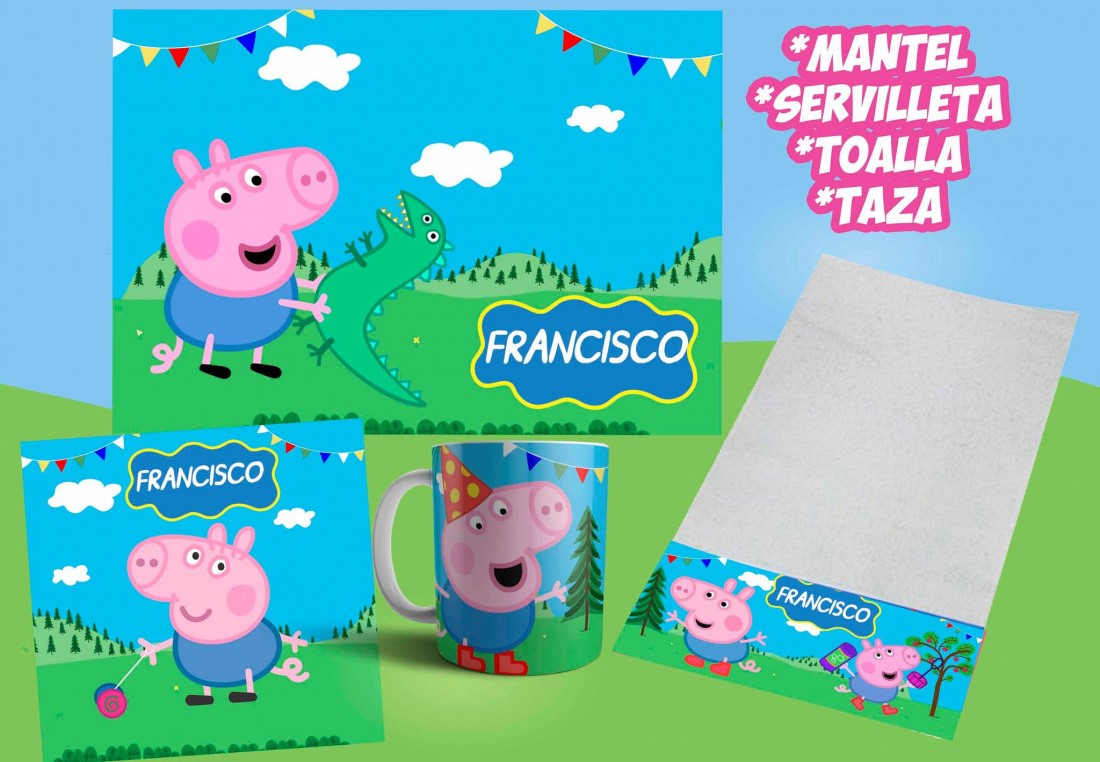 *MANTEL
*SERVILLETA
*TOALLA
*TAZA
FRANCISCO
FRANCISCO
FRANCISCO